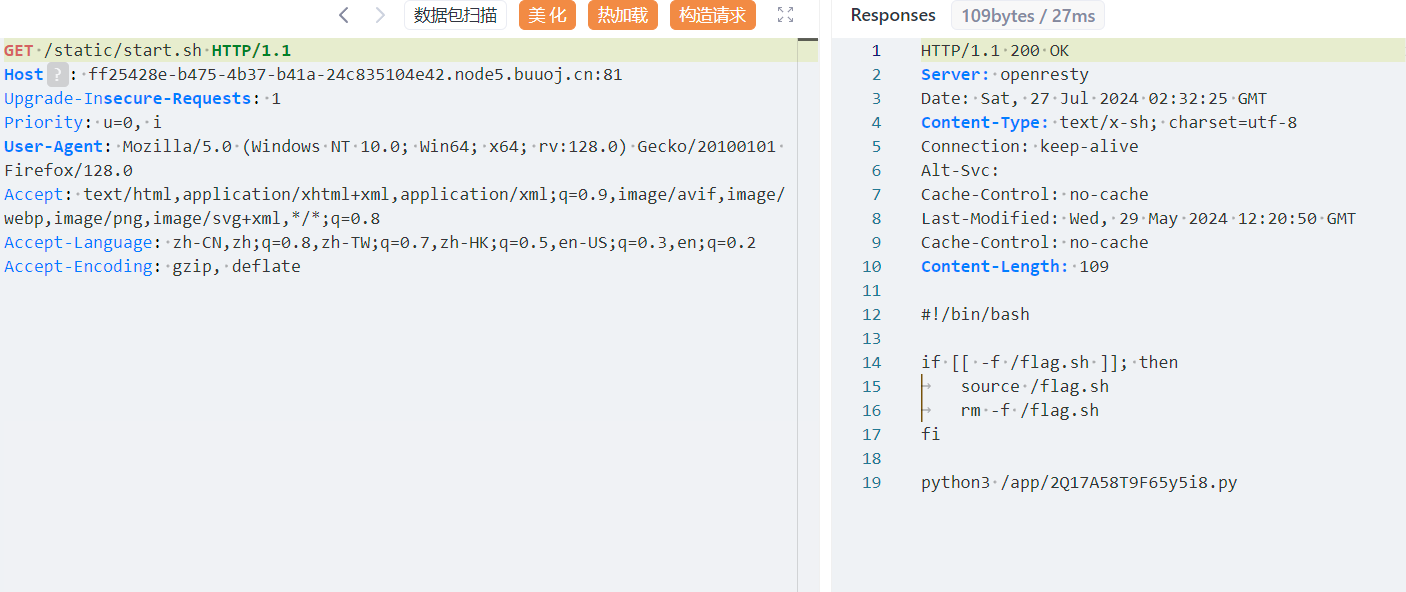 数据包扫描 美化 热加载 构造请求
GET /static/start.sh HTTP/1.1
Host ? : ff25428e-b475-4b37-b41a-24c835104e42.node5.buuoj.cn:81
Upgrade-Insecure-Requests: 1
Priority: u=0, i
User-Agent: Mozilla/5.0 (Windows NT 10.0; Win64; x64; rv:128.0) Gecko/20100101
Firefox/128.0
Accept: text/html,application/xhtml+xml,application/xml;q=0.9,image/avif,image/
webp,image/png,image/svg+xml,*/*;q=0.8
Accept-Language: zh-CN,zh;q=0.8,zh-TW;q=0.7,zh-HK;q=0.5,en-US;q=0.3,en;q=0.2
Accept-Encoding: gzip, deflate
Responses 109bytes / 27ms
1 HTTP/1.1 200 OK
2 Server: openresty
3 Date: Sat, 27 Jul 2024 02:32:25 GMT
4 Content-Type: text/x-sh; charset=utf-8
5 Connection: keep-alive
6 Alt-Svc:
7 Cache-Control: no-cache
8 Last-Modified: Wed, 29 May 2024 12:20:50 GMT
9 Cache-Control: no-cache
10 Content-Length: 109
11
12 #!/bin/bash
13
14 if [[ -f /flag.sh ]]; then
15 source /flag.sh
16 rm -f /flag.sh
17 fi
18
19 python3 /app/2Q17A58T9F65y5i8.py